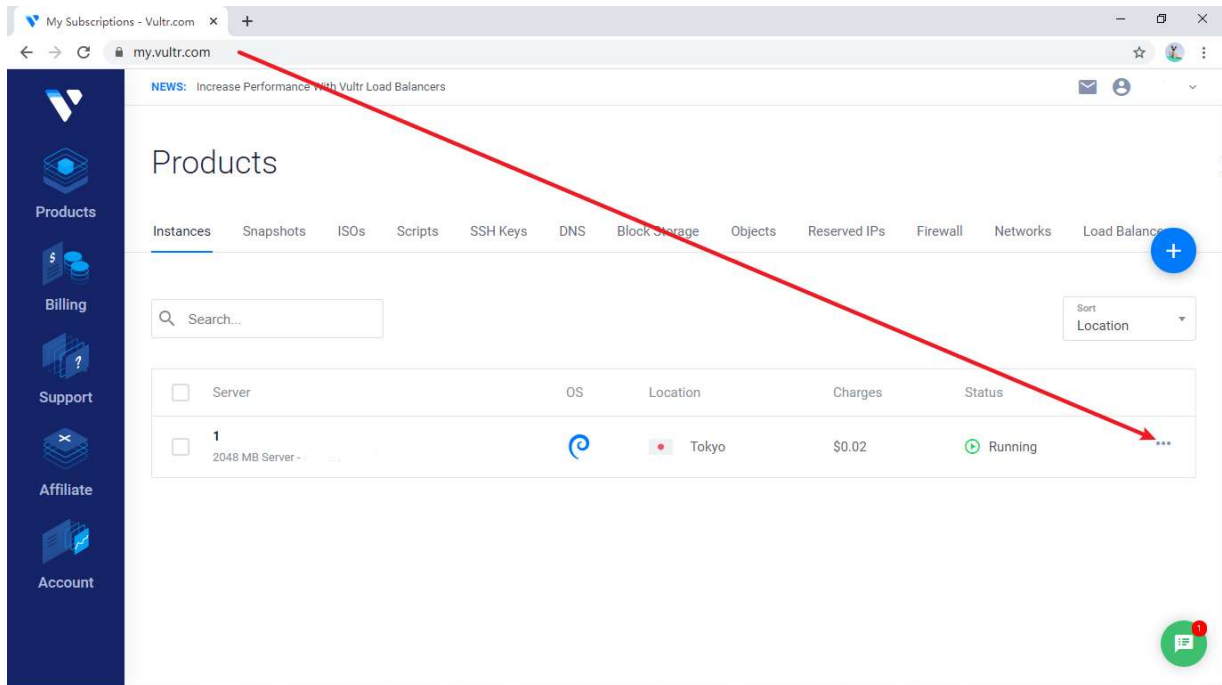 My Subscriptions - Vultr.com
my.vultr.com
NEWS: Increase Performance With Vultr Load Balancers
Products
Products
Instances Snapshots ISOs Scripts SSH Keys DNS Block Storage Objects Reserved IPs Firewall Networks Load Balance
$
Billing
Search...
Sort
Location
?
Support
Server OS Location Charges Status
1
2048 MB Server -
Tokyo $0.02 Running
Affiliate
Account
1